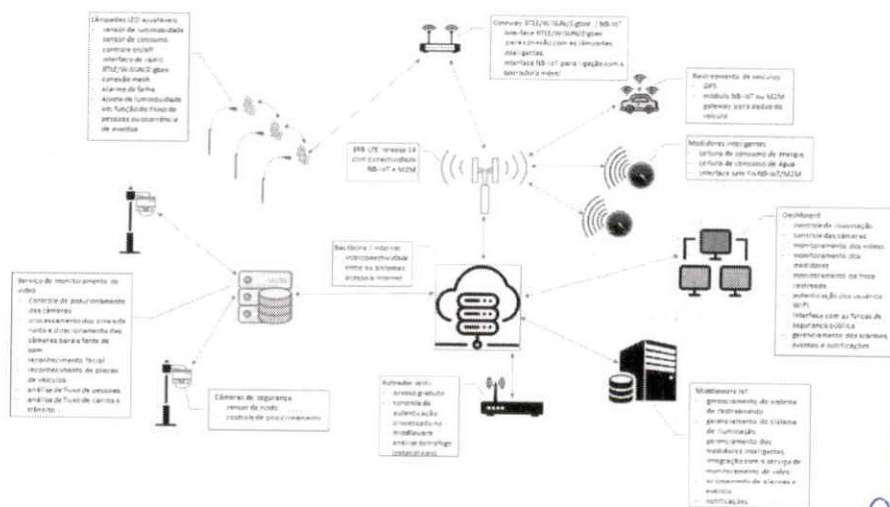 Lâmpadas LED ajustáveis
- sensor de luminosidade
- sensor de consumo
- controle on/off
- interface de rádio
BTLE/WiSUN/Zigbee
- conexão mesh
- alarme de falha
- ajuste de luminosidade
em função do fluxo de
pessoas ou ocorrência
de eventos
Gateway BTLE/WiSUN/Zigbee / NB-IoT
- interface BTLE/WiSUN/Zigbee
para conexão com as lâmpadas
inteligentes
- interface NB-IoT para ligação com a
operadora móvel
Rastreamento de veículos
- GPS
- módulo NB-IoT ou M2M
- gateway para dados do
veículo
ERB LTE release 14
com conectividade
NB-IoT e M2M
Medidores inteligentes
- Leitura de consumo de energia
- Leitura de consumo de água
- Interface sem fio NB-IoT/M2M
Backbone / Internet
- interconectividade
entre os sistemas
- acesso a internet
Dashboard
- controle de iluminação
- controle das câmeras
- monitoramento dos vídeos
- monitoramento dos
medidores
- monitoramento da frota
rastreada
- autenticação dos usuários
Wi-Fi
- Interface com as forças de
segurança pública
- gerenciamento dos alarmes,
eventos e notificações
Serviço de monitoramento de
vídeo
- Controle de posicionamento
das câmeras
- processamento dos sinais de
ruído e direcionamento das
câmeras para a fonte de
som
- reconhecimento facial
- reconhecimento de placas
de veículos
- análise de fluxo de pessoas
- análise de fluxo de carros e
trânsito
Câmeras de segurança
- sensor de ruído
- controle de posicionamento
Roteador WiFi
- acesso gratuito
- controle de
autenticação
processado no
middleware
- análise de tráfego
Middleware IoT
- gerenciamento do sistema
de rastreamento
- gerenciamento do sistema
de iluminação
- gerenciamento dos
medidores inteligentes
- integração com o serviço de
monitoramento de vídeo
- acionamento de alarmes e
eventos
- notificações